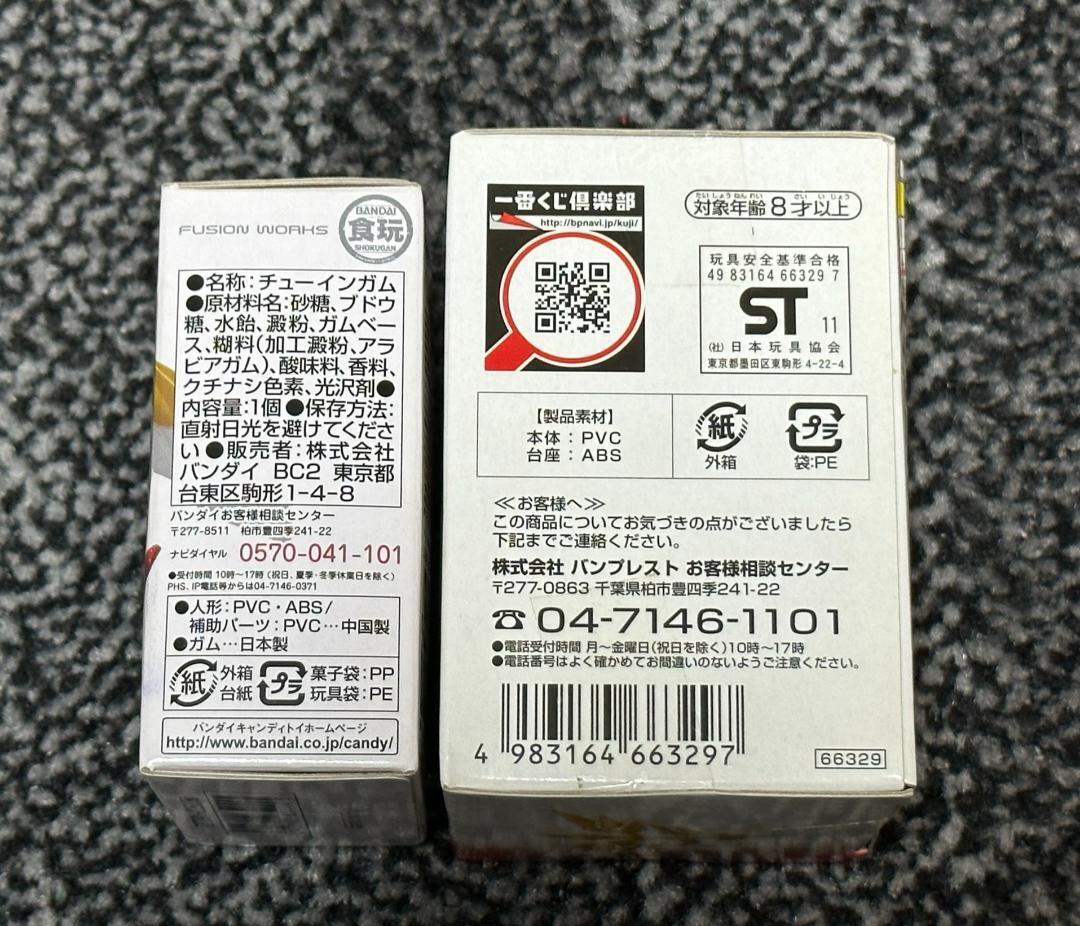 FUSION WORKS
BANDAI
食玩
SHOKUGAN
●名称：チューインガム
●原材料名：砂糖、ブドウ
糖、水飴、澱粉、ガムベー
ス、糊料（加工澱粉、アラ
ビアガム）、酸味料、香料、
クチナシ色素、光沢剤●
内容量：1個 ●保存方法：
直射日光を避けてくださ
い ●販売者：株式会社
バンダイ BC2 東京都
台東区駒形1-4-8
バンダイお客様相談センター
〒277-8511 柏市豊四季241-22
ナビダイヤル 0570-041-101
●受付時間 10時～17時（祝日、夏季・冬季休業日を除く）
PHS、IP電話等からは04-7146-0371
●人形：PVC・ABS/
補助パーツ：PVC…中国製
●ガム…日本製
紙
外箱
台紙
プラ
菓子袋：PP
玩具袋：PE
バンダイキャンディトイホームページ
http://www.bandai.co.jp/candy/
一番くじ倶楽部
http://bpnavi.jp/kuji/
たいしょうねんれい さい いじょう
対象年齢8才以上
玩具安全基準合格
49 83164 66329 7
ST 11
(社)日本玩具協会
東京都墨田区東駒形 4-22-4
【製品素材】
本体：PVC
台座：ABS
紙
外箱
プラ
袋：PE
≪お客様へ≫
この商品についてお気づきの点がございましたら
下記までご連絡ください。
株式会社 バンプレスト お客様相談センター
〒277-0863 千葉県柏市豊四季241-22
☎04-7146-1101
●電話受付時間 月～金曜日(祝日を除く)10時～17時
●電話番号はよく確かめてお間違いのないようご注意ください。
4 983164 663297
66329